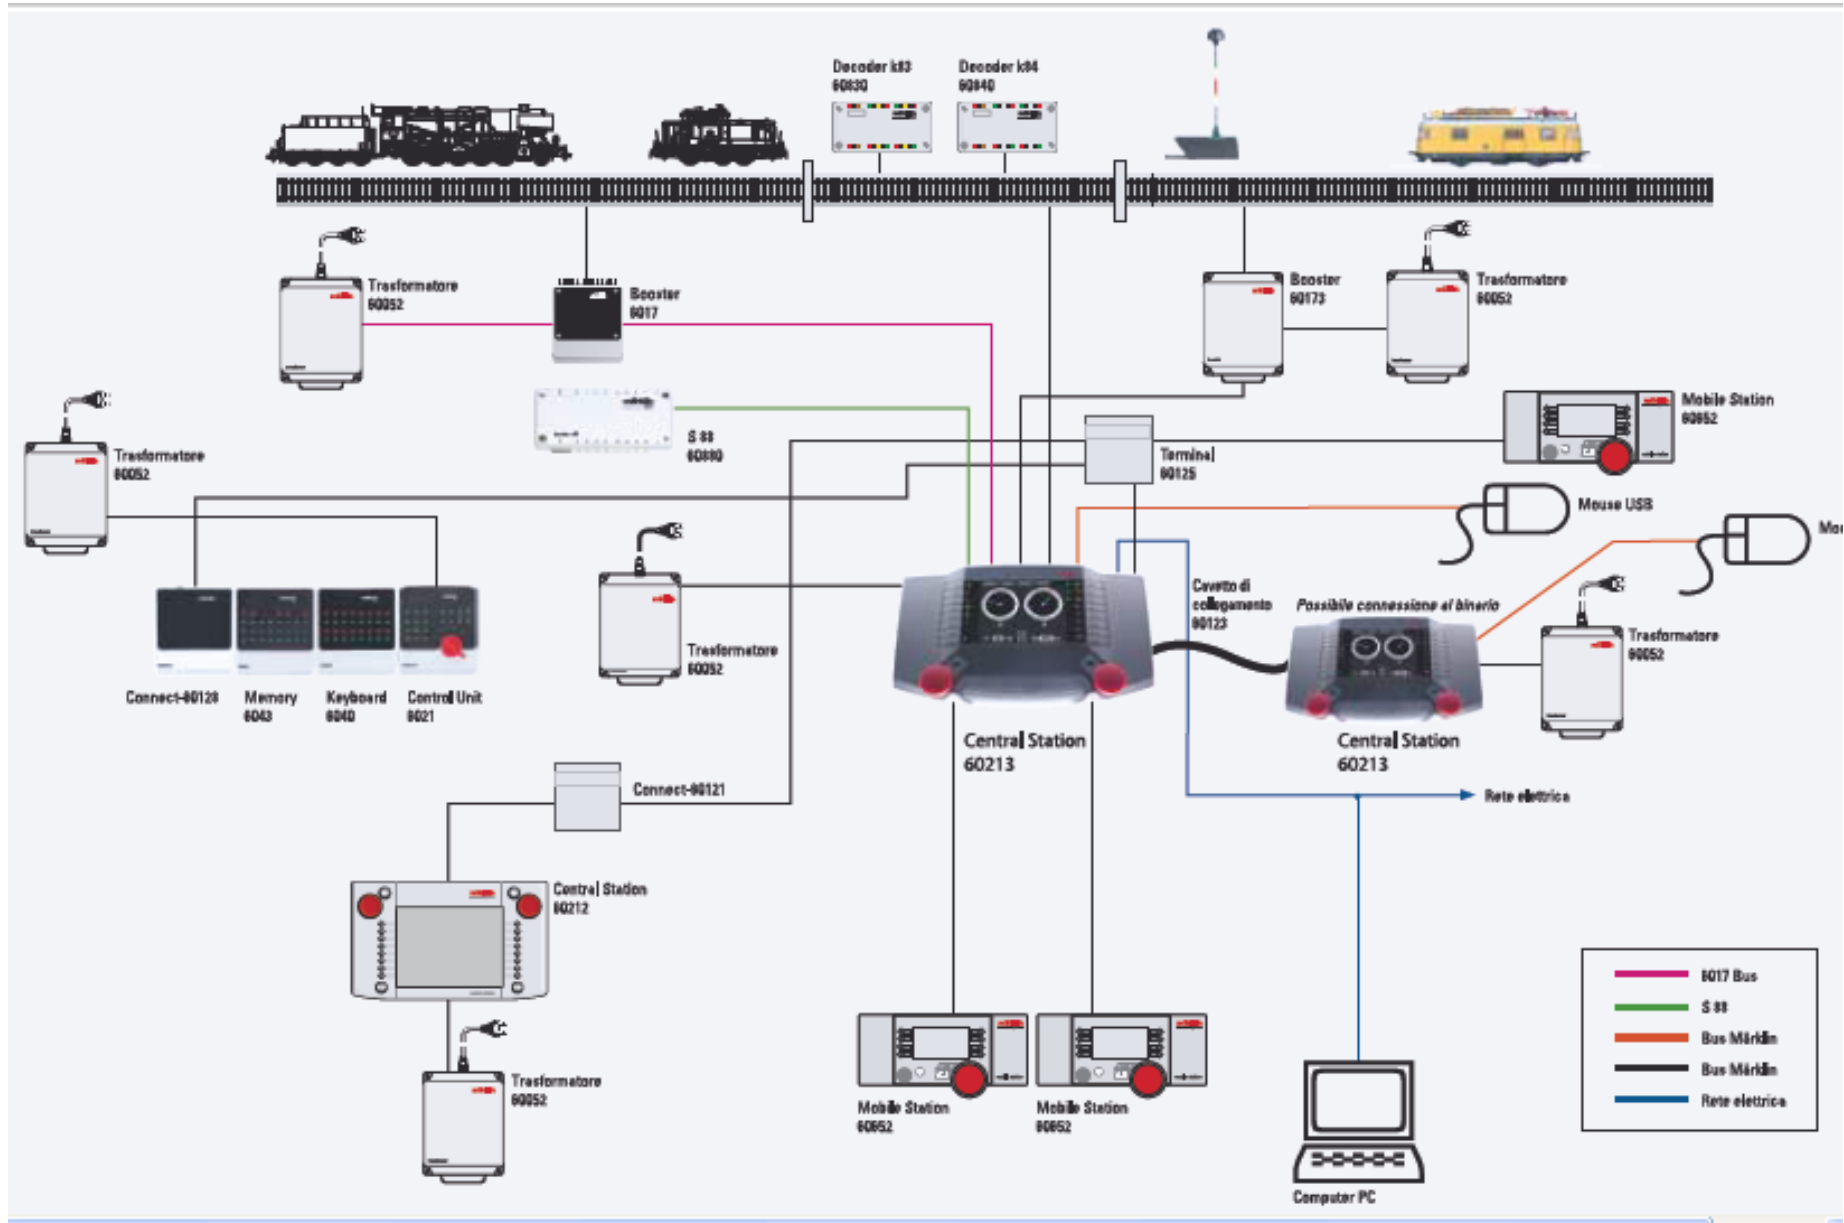 Decoder k83
60830
Decoder k84
60840
Trasformatore
60052
Booster
6017
Booster
60173
Trasformatore
60052
Mobile Station
60652
S 88
60880
Terminal
60125
Trasformatore
60052
Mouse USB
Mou
Trasformatore
60052
Cavetto di
collegamento
60123
Possibile connessione al binario
Trasformatore
60052
Connect-60128
Memory
6043
Keyboard
6040
Control Unit
6021
Central Station
60213
Central Station
60213
Connect-60121
Rete elettrica
Central Station
60212
6017 Bus
S 88
Bus Märklin
Bus Märklin
Rete elettrica
Trasformatore
60052
Mobile Station
60652
Mobile Station
60652
Computer PC